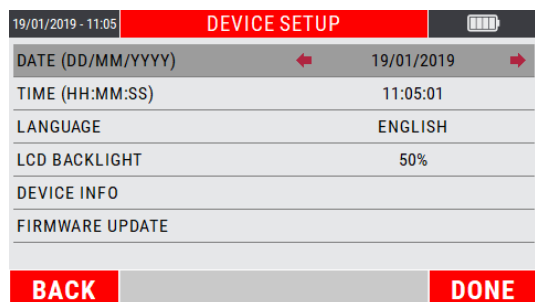 19/01/2019 - 11:05 DEVICE SETUP
DATE (DD/MM/YYYY) 19/01/2019
TIME (HH:MM:SS) 11:05:01
LANGUAGE ENGLISH
LCD BACKLIGHT 50%
DEVICE INFO
FIRMWARE UPDATE
BACK DONE